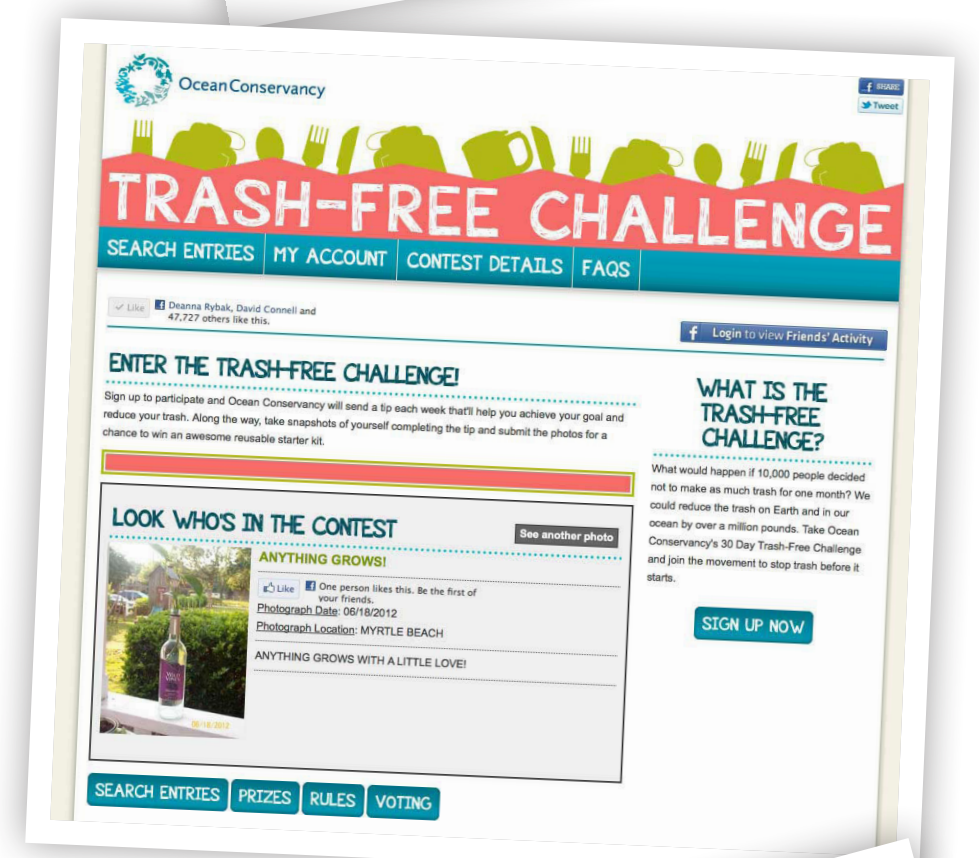 OceanConservancy
SHARE
Tweet
TRASH-FREE CHALLENGE
SEARCH ENTRIES MY ACCOUNT CONTEST DETAILS FAQS
Like
Deanna Rybak, David Connell and
47,727 others like this.
Login to view Friends' Activity
ENTER THE TRASH-FREE CHALLENGE!
Sign up to participate and Ocean Conservancy will send a tip each week that'll help you achieve your goal and
reduce your trash. Along the way, take snapshots of yourself completing the tip and submit the photos for a
chance to win an awesome reusable starter kit.
LOOK WHO'S IN THE CONTEST
See another photo
ANYTHING GROWS!
Like
One person likes this. Be the first of
your friends.
Photograph Date: 06/18/2012
Photograph Location: MYRTLE BEACH
ANYTHING GROWS WITH A LITTLE LOVE!
06/18/2012
SEARCH ENTRIES PRIZES RULES VOTING
WHAT IS THE
TRASH-FREE
CHALLENGE?
What would happen if 10,000 people decided
not to make as much trash for one month? We
could reduce the trash on Earth and in our
ocean by over a million pounds. Take Ocean
Conservancy's 30 Day Trash-Free Challenge
and join the movement to stop trash before it
starts.
SIGN UP NOW